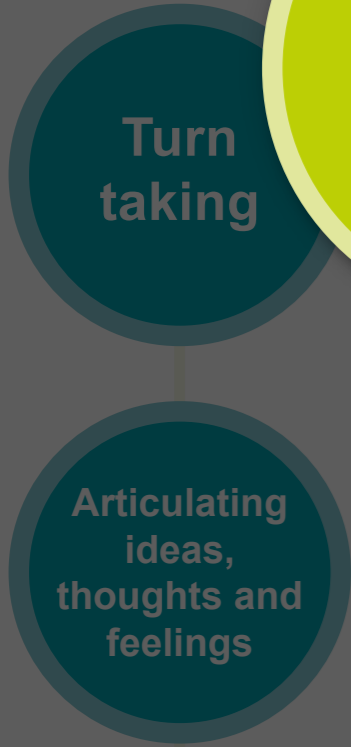 Turn
taking
Articulating
ideas,
thoughts and
feelings